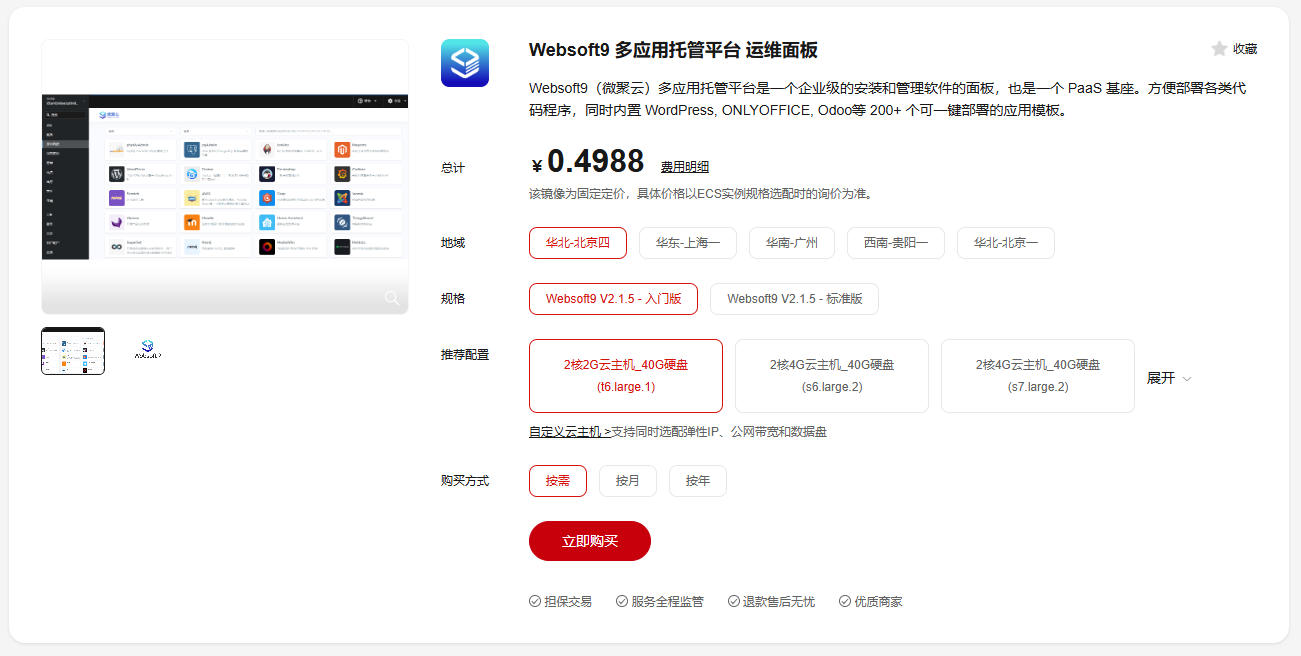 Websoft9 多应用托管平台 运维面板
收藏
Websoft9（微聚云）多应用托管平台是一个企业级的安装和管理软件的面板，也是一个 PaaS 基座。方便部署各类代
码程序，同时内置 WordPress, ONLYOFFICE, Odoo等 200+ 个可一键部署的应用模板。
总计
¥ 0.4988 费用明细
该镜像为固定定价，具体价格以ECS实例规格选配时的询价为准。
地域
华北-北京四 华东-上海一 华南-广州 西南-贵阳一 华北-北京一
规格
Websoft9 V2.1.5 - 入门版 Websoft9 V2.1.5 - 标准版
推荐配置
2核2G云主机_40G硬盘
(t6.large.1)
2核4G云主机_40G硬盘
(s6.large.2)
2核4G云主机_40G硬盘
(s7.large.2)
展开
自定义云主机 >支持同时选配弹性IP、公网带宽和数据盘
购买方式
按需 按月 按年
立即购买
担保交易 服务全程监管 退款售后无忧 优质商家